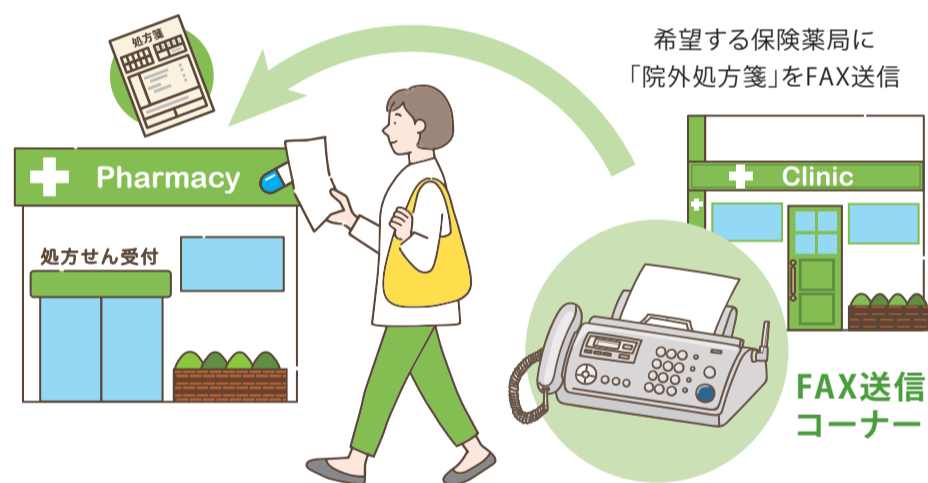 処方箋
希望する保険薬局に
「院外処方箋」をFAX送信
Pharmacy
Clinic
処方せん受付
FAX送信
コーナー